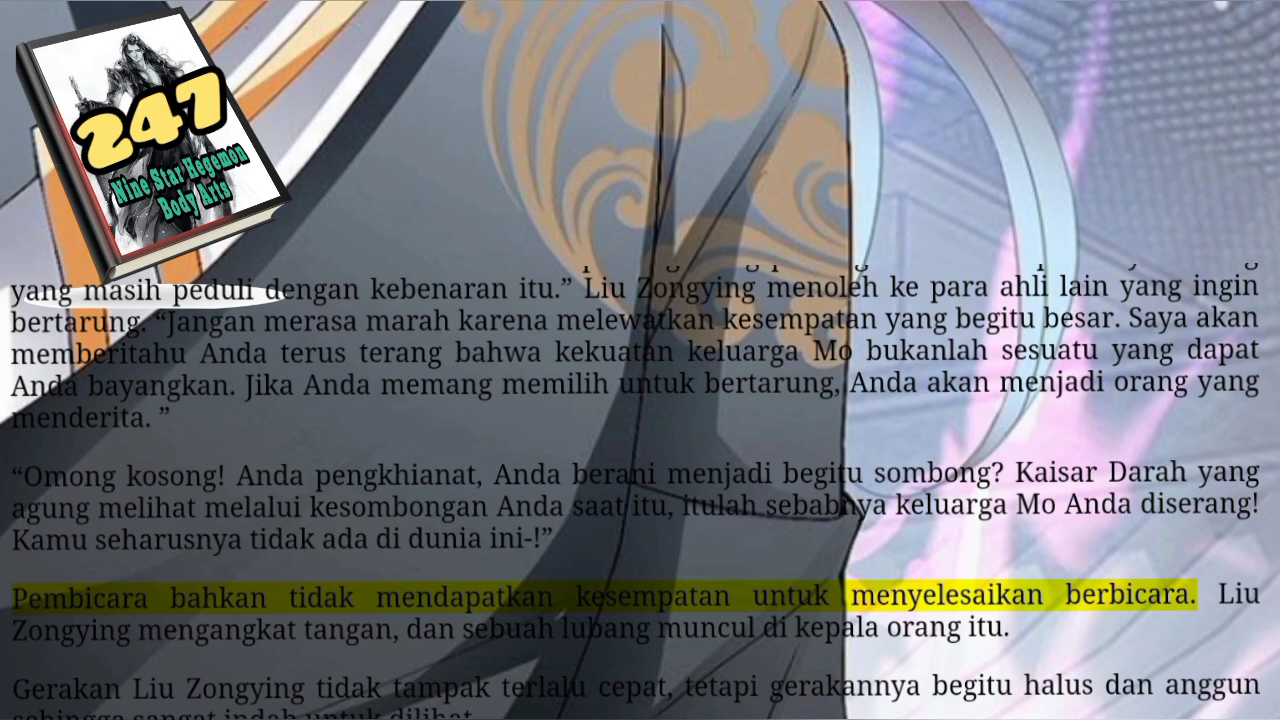 247
Nine Star Hegemon
Body Arts
yang masih peduli dengan kebenaran itu.” Liu Zongying menoleh ke para ahli lain yang ingin
bertarung. “Jangan merasa marah karena melewatkan kesempatan yang begitu besar. Saya akan
memberitahu Anda terus terang bahwa kekuatan keluarga Mo bukanlah sesuatu yang dapat
Anda bayangkan. Jika Anda memang memilih untuk bertarung, Anda akan menjadi orang yang
menderita. ”
“Omong kosong! Anda pengkhianat, Anda berani menjadi begitu sombong? Kaisar Darah yang
agung melihat melalui kesombongan Anda saat itu, itulah sebabnya keluarga Mo Anda diserang!
Kamu seharusnya tidak ada di dunia ini-!”
Pembicara bahkan tidak mendapatkan kesempatan untuk menyelesaikan berbicara. Liu
Zongying mengangkat tangan, dan sebuah lubang muncul di kepala orang itu.
Gerakan Liu Zongying tidak tampak terlalu cepat, tetapi gerakannya begitu halus dan anggun
sehingga sangat indah untuk dilihat.